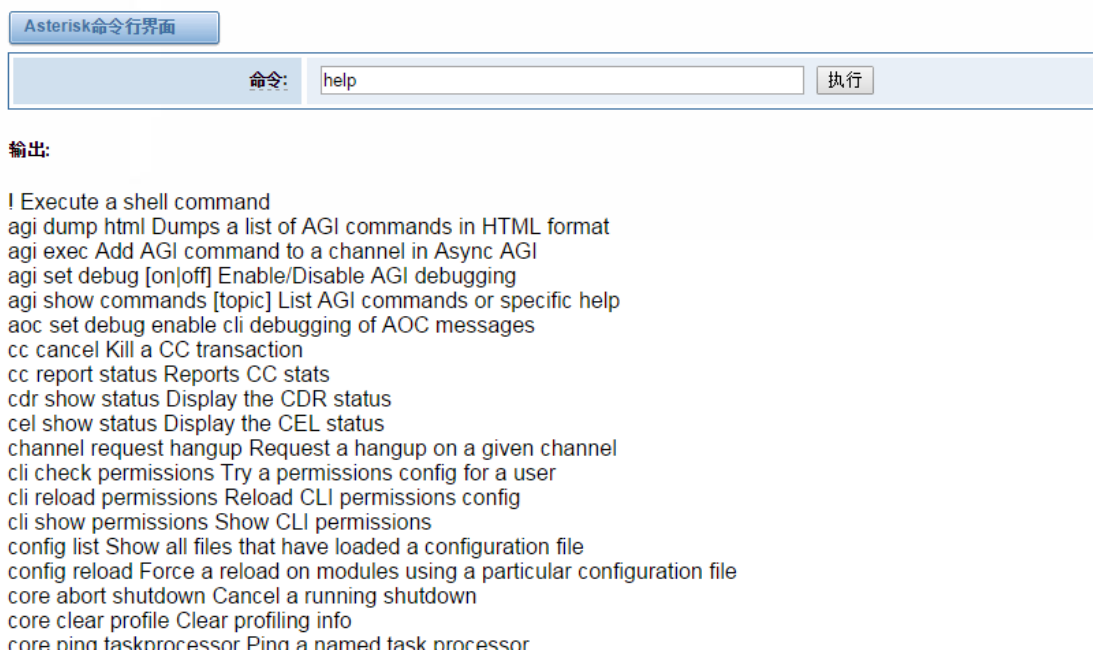 Asterisk命令行界面
命令: help 执行
输出:
! Execute a shell command
agi dump html Dumps a list of AGI commands in HTML format
agi exec Add AGI command to a channel in Async AGI
agi set debug [on|off] Enable/Disable AGI debugging
agi show commands [topic] List AGI commands or specific help
aoc set debug enable cli debugging of AOC messages
cc cancel Kill a CC transaction
cc report status Reports CC stats
cdr show status Display the CDR status
cel show status Display the CEL status
channel request hangup Request a hangup on a given channel
cli check permissions Try a permissions config for a user
cli reload permissions Reload CLI permissions config
cli show permissions Show CLI permissions
config list Show all files that have loaded a configuration file
config reload Force a reload on modules using a particular configuration file
core abort shutdown Cancel a running shutdown
core clear profile Clear profiling info
core ping taskprocessor Ping a named task processor